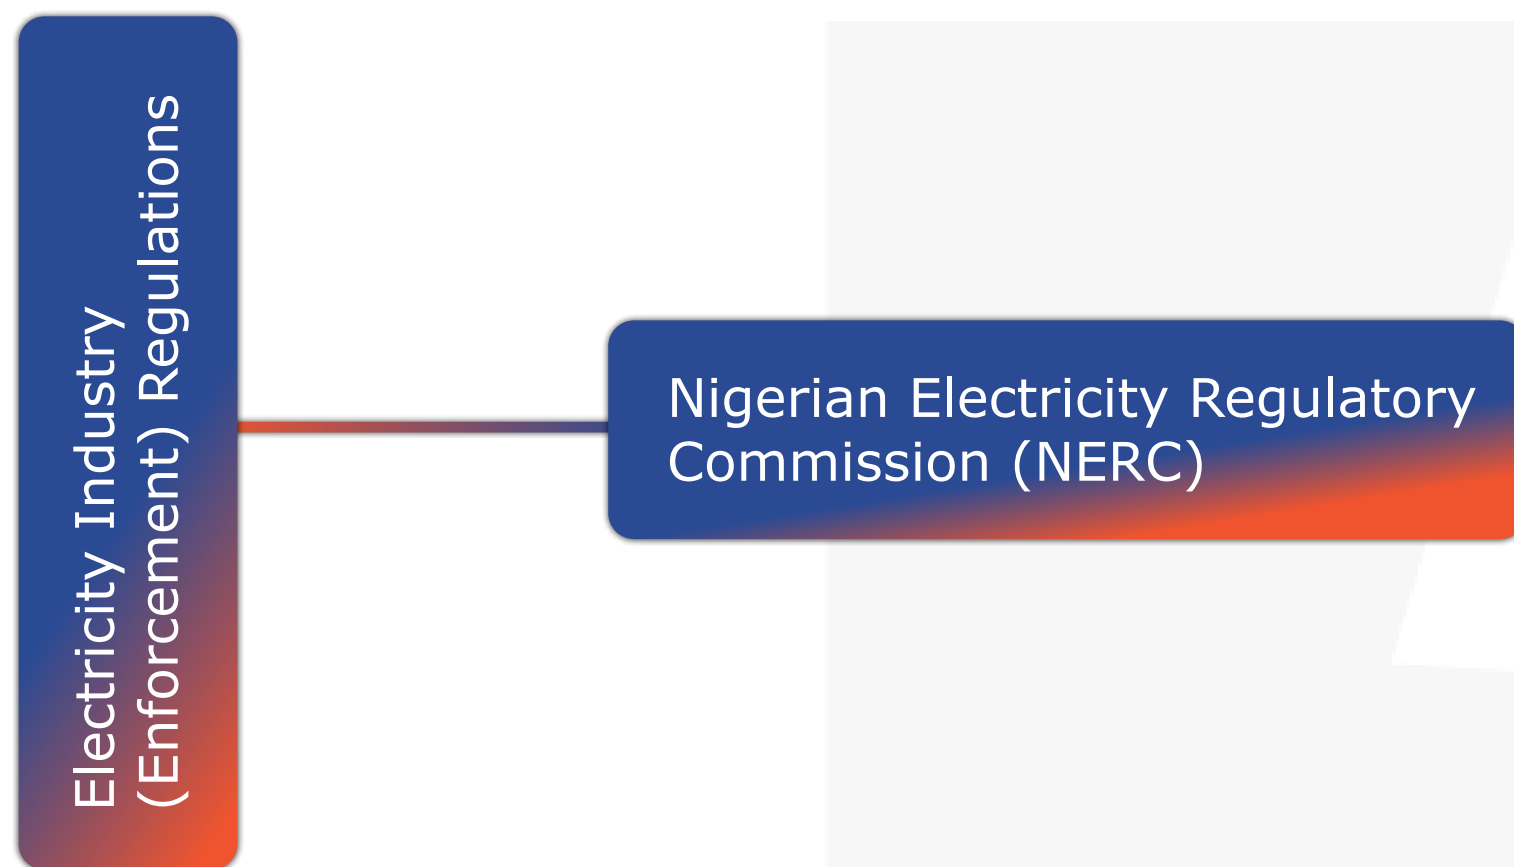 Electricity Industry
(Enforcement) Regulations
Nigerian Electricity Regulatory
Commission (NERC)